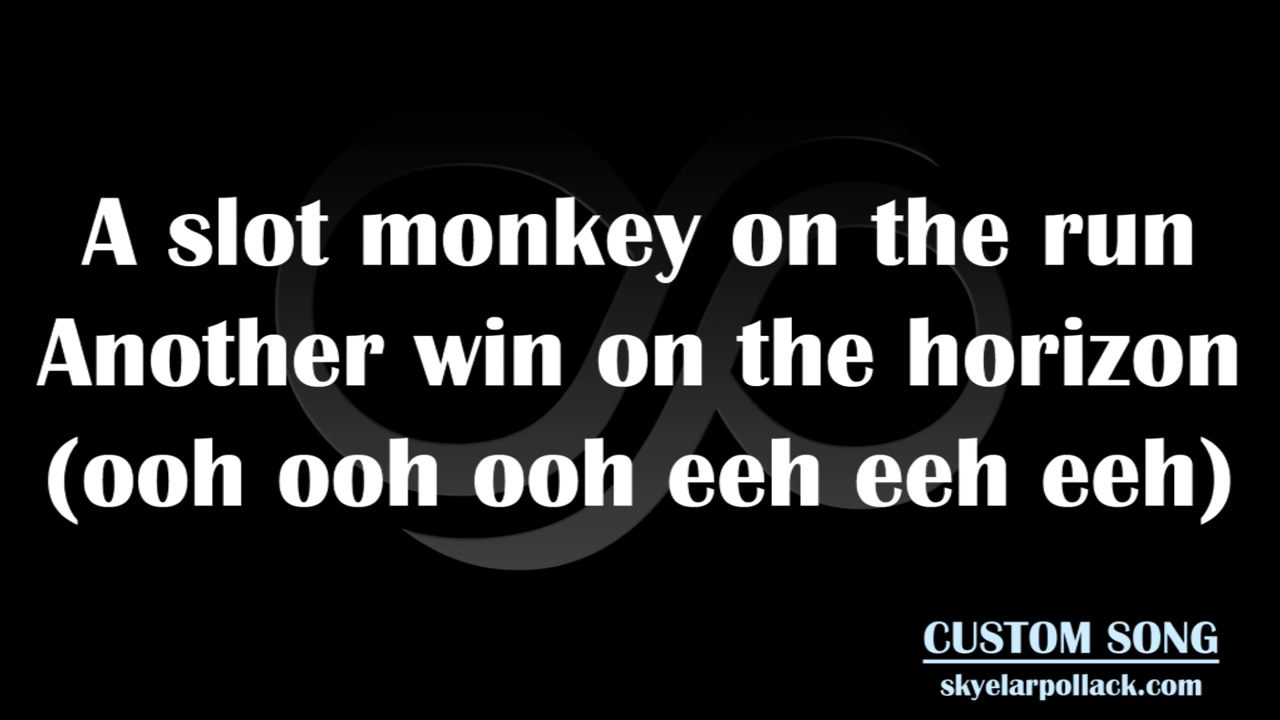 A slot monkey on the run
Another win on the horizon
(ooh ooh ooh eeh eeh eeh)
CUSTOM SONG
skyelarpollack.com